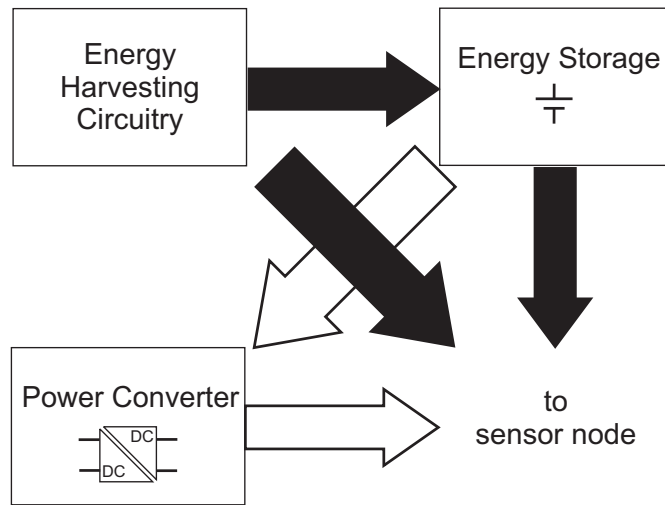 Energy
Harvesting
Circuitry
Energy Storage
Power Converter
DC
DC
to
sensor node